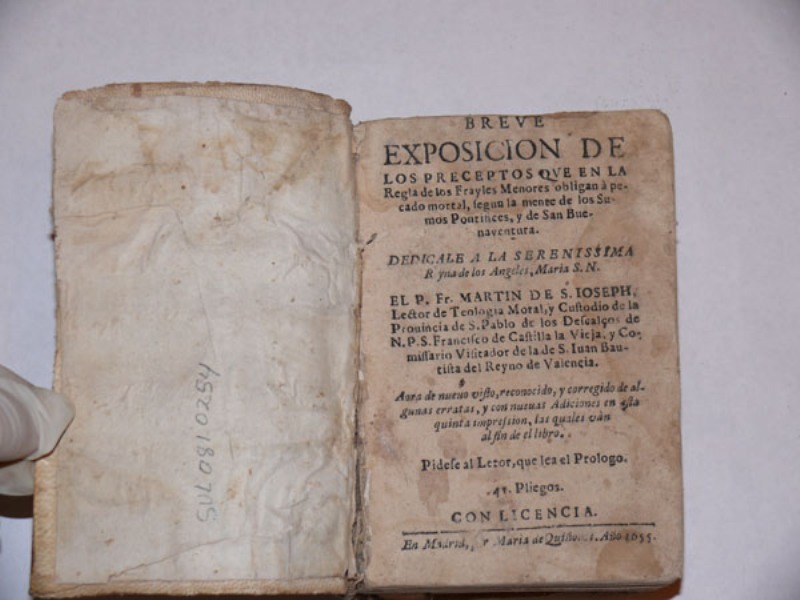 SUL0810254
BREVE
EXPOSICION DE
LOS PRECEPTOS QVE EN LA
Regla de los Frayles Menores obligan à pe-
cado mortal, segun la mente de los Su-
mos Pontifices, y de San Bue-
naventura.
DEDICALE A LA SERENISSIMA
Reyna de los Angeles, Maria S. N.
EL P. Fr. MARTIN DE S. IOSEPH,
Lector de Teologia Moral, y Custodio de la
Prouincia de S. Pablo de los Descalços de
N. P. S. Francisco de Castilla la Vieja, y Co-
missario Visitador de la de S. Iuan Bau-
tista del Reyno de Valencia.
Aora de nueuo visto, reconocido, y corregido de al-
gunas erratas, y con nueuas Adiciones en esta
quinta impression, las quales vàn
al fin de el libro.
Pidese al Letor, que lea el Prologo.
Pliegos.
CON LICENCIA.
En Madrid, por Maria de Quiñones. Año 1655.